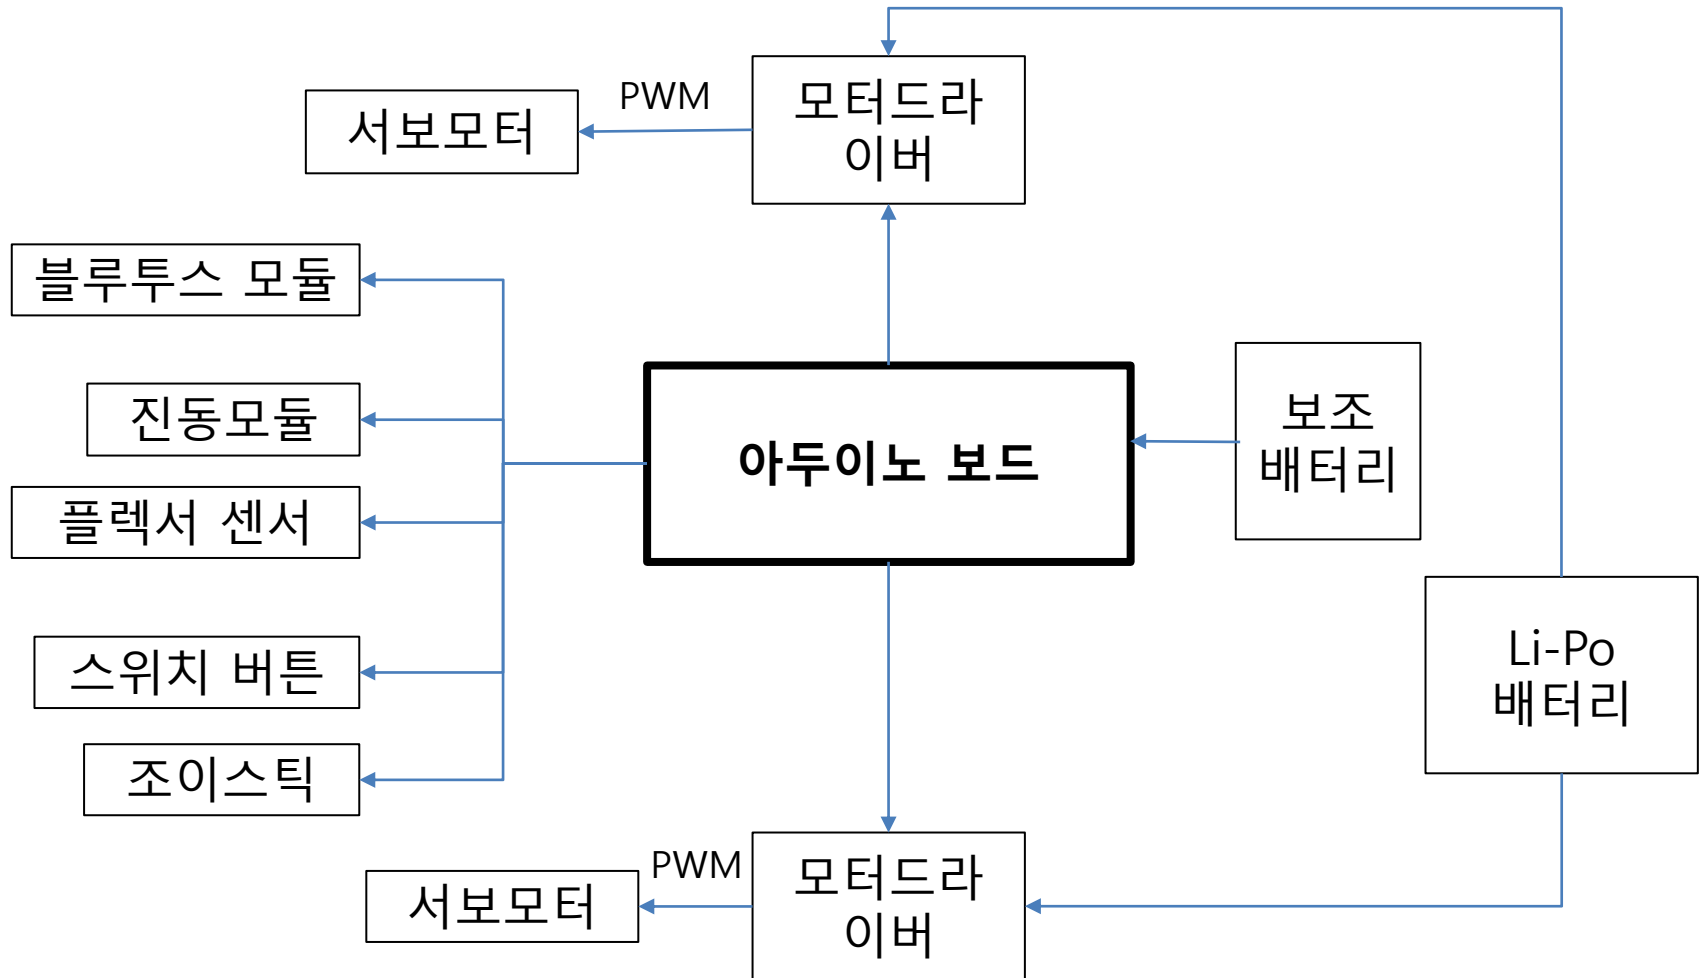 PWM
모터드라
이버
서보모터
블루투스 모듈
진동모듈
플렉서 센서
스위치 버튼
조이스틱
아두이노 보드
보조
배터리
Li-Po
배터리
PWM
모터드라
이버
서보모터